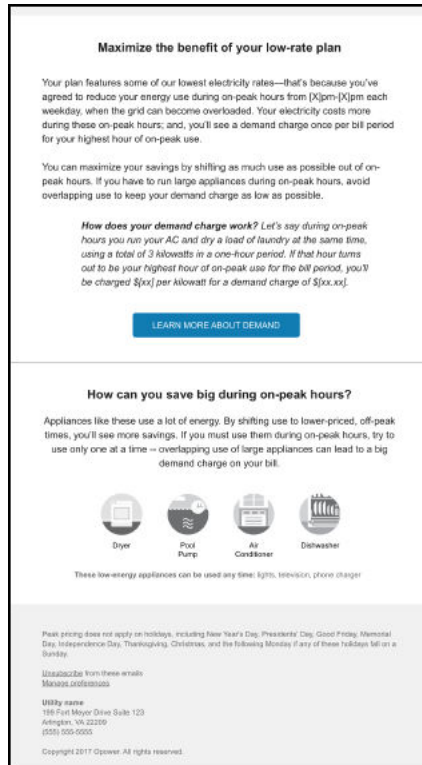 Maximize the benefit of your low-rate plan
Your plan features some of our lowest electricity rates—that's because you've
agreed to reduce your energy use during on-peak hours from [X]pm-[X]pm each
weekday, when the grid can become overloaded. Your electricity costs more
during these on-peak hours; and, you'll see a demand charge once per bill period
for your highest hour of on-peak use.
You can maximize your savings by shifting as much use as possible out of on-
peak hours. If you have to run large appliances during on-peak hours, avoid
overlapping use to keep your demand charge as low as possible.
How does your demand charge work? Let's say during on-peak
hours you run your AC and dry a load of laundry at the same time,
using a total of 3 kilowatts in a one-hour period. If that hour turns
out to be your highest hour of on-peak use for the bill period, you'll
be charged $[xx] per kilowatt for a demand charge of $[xx.xx].
LEARN MORE ABOUT DEMAND
How can you save big during on-peak hours?
Appliances like these use a lot of energy. By shifting use to lower-priced, off-peak
times, you'll see more savings. If you must use them during on-peak hours, try to
use only one at a time -- overlapping use of large appliances can lead to a big
demand charge on your bill.
Dryer
Pool
Pump
Air
Conditioner
Dishwasher
These low-energy appliances can be used any time: lights, television, phone charger
Peak pricing does not apply on holidays, including New Year's Day, Presidents' Day, Good Friday, Memorial
Day, Independence Day, Thanksgiving, Christmas, and the following Monday if any of these holidays fall on a
Sunday.
Unsubscribe from these emails
Manage preferences
Utility name
199 Fort Meyer Drive Suite 123
Arlington, VA 22209
(555) 555-5555
Copyright 2017 Opower. All rights reserved.